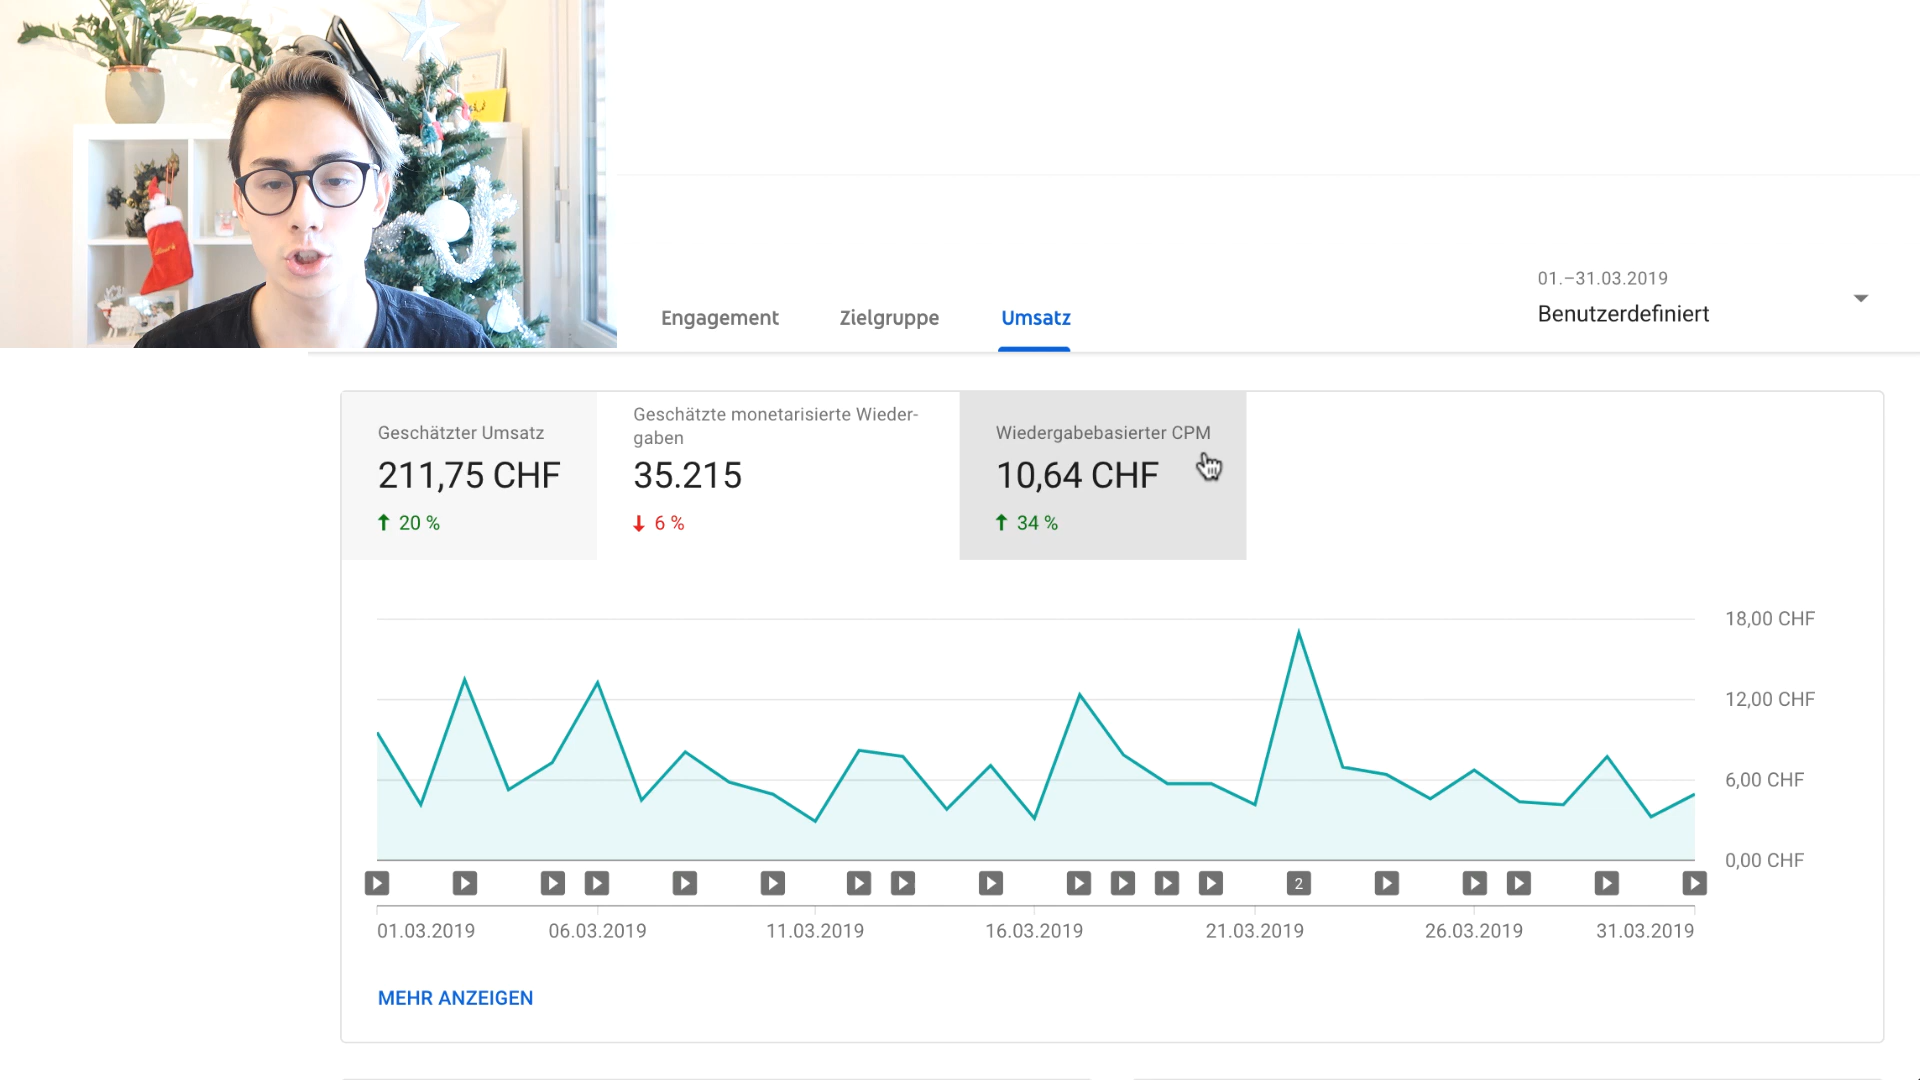 Engagement
Zielgruppe
Umsatz
01.–31.03.2019
Benutzerdefiniert
Geschätzter Umsatz
211,75 CHF
20 %
Geschätzte monetarisierte Wieder-
gaben
35.215
6 %
Wiedergabebasierter CPM
10,64 CHF
34 %
18,00 CHF
12,00 CHF
6,00 CHF
0,00 CHF
2
01.03.2019
06.03.2019
11.03.2019
16.03.2019
21.03.2019
26.03.2019
31.03.2019
MEHR ANZEIGEN